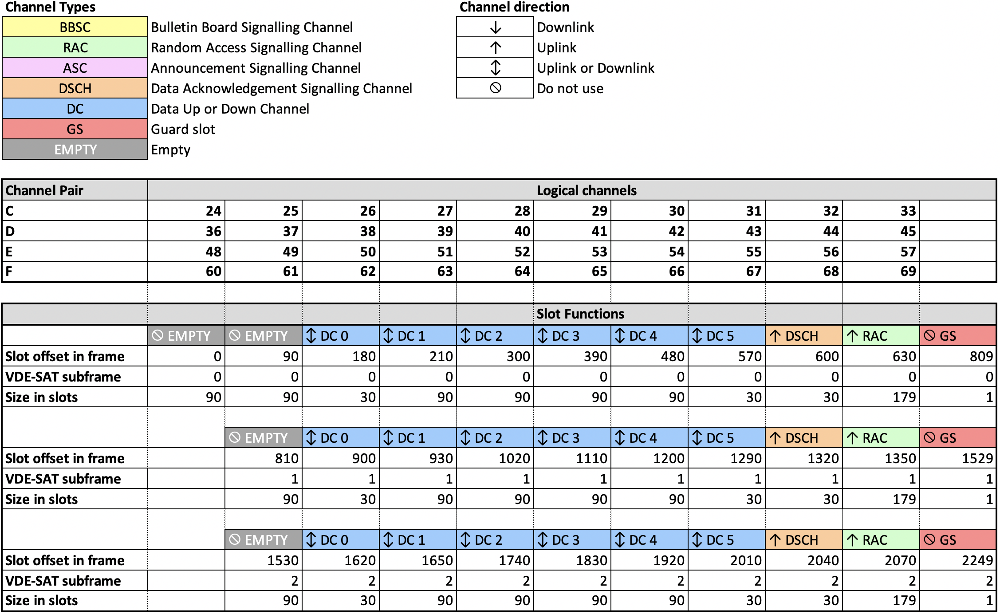 Channel Types Channel direction
BBSC Bulletin Board Signalling Channel ↓ Downlink
RAC Random Access Signalling Channel ↑ Uplink
ASC Announcement Signalling Channel ↕ Uplink or Downlink
DSCH Data Acknowledgement Signalling Channel ⃠ Do not use
DC Data Up or Down Channel
GS Guard slot
EMPTY Empty
Channel Pair Logical channels
C 24 25 26 27 28 29 30 31 32 33
D 36 37 38 39 40 41 42 43 44 45
E 48 49 50 51 52 53 54 55 56 57
F 60 61 62 63 64 65 66 67 68 69
Slot Functions
⃠ EMPTY ⃠ EMPTY ↕ DC 0 ↕ DC 1 ↕ DC 2 ↕ DC 3 ↕ DC 4 ↕ DC 5 ↑ DSCH ↑ RAC ⃠ GS
Slot offset in frame 0 90 180 210 300 390 480 570 600 630 809
VDE-SAT subframe 0 0 0 0 0 0 0 0 0 0 0
Size in slots 90 90 30 90 90 90 90 30 30 179 1
⃠ EMPTY ↕ DC 0 ↕ DC 1 ↕ DC 2 ↕ DC 3 ↕ DC 4 ↕ DC 5 ↑ DSCH ↑ RAC ⃠ GS
Slot offset in frame 810 900 930 1020 1110 1200 1290 1320 1350 1529
VDE-SAT subframe 1 1 1 1 1 1 1 1 1 1
Size in slots 90 30 90 90 90 90 30 30 179 1
⃠ EMPTY ↕ DC 0 ↕ DC 1 ↕ DC 2 ↕ DC 3 ↕ DC 4 ↕ DC 5 ↑ DSCH ↑ RAC ⃠ GS
Slot offset in frame 1530 1620 1650 1740 1830 1920 2010 2040 2070 2249
VDE-SAT subframe 2 2 2 2 2 2 2 2 2 2
Size in slots 90 30 90 90 90 90 30 30 179 1